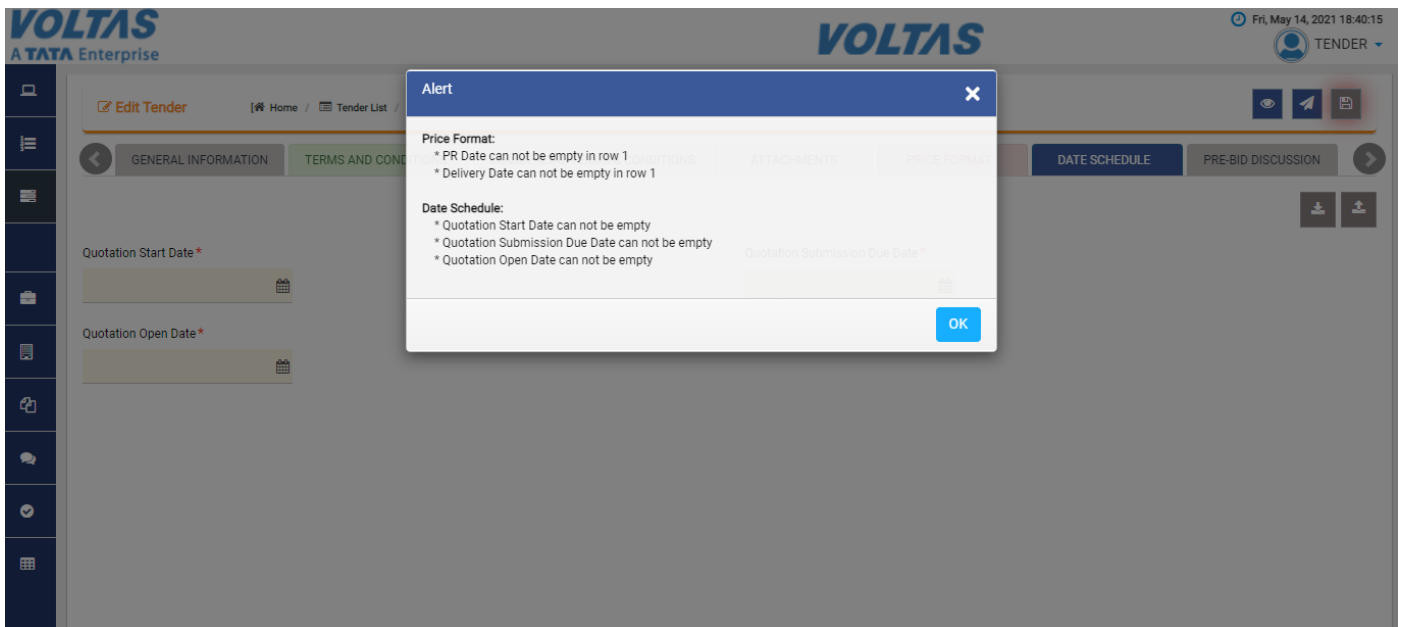 VOLTAS
A TATA Enterprise
VOLTAS
Fri, May 14, 2021 18:40:15
TENDER
Edit Tender
[ Home / Tender List /
Alert
Price Format:
* PR Date can not be empty in row 1
* Delivery Date can not be empty in row 1
Date Schedule:
* Quotation Start Date can not be empty
* Quotation Submission Due Date can not be empty
* Quotation Open Date can not be empty
OK
GENERAL INFORMATION
TERMS AND CONDITIONS
ATTACHMENTS
PRICE FORMAT
DATE SCHEDULE
PRE-BID DISCUSSION
Quotation Start Date*
Quotation Submission Due Date*
Quotation Open Date*